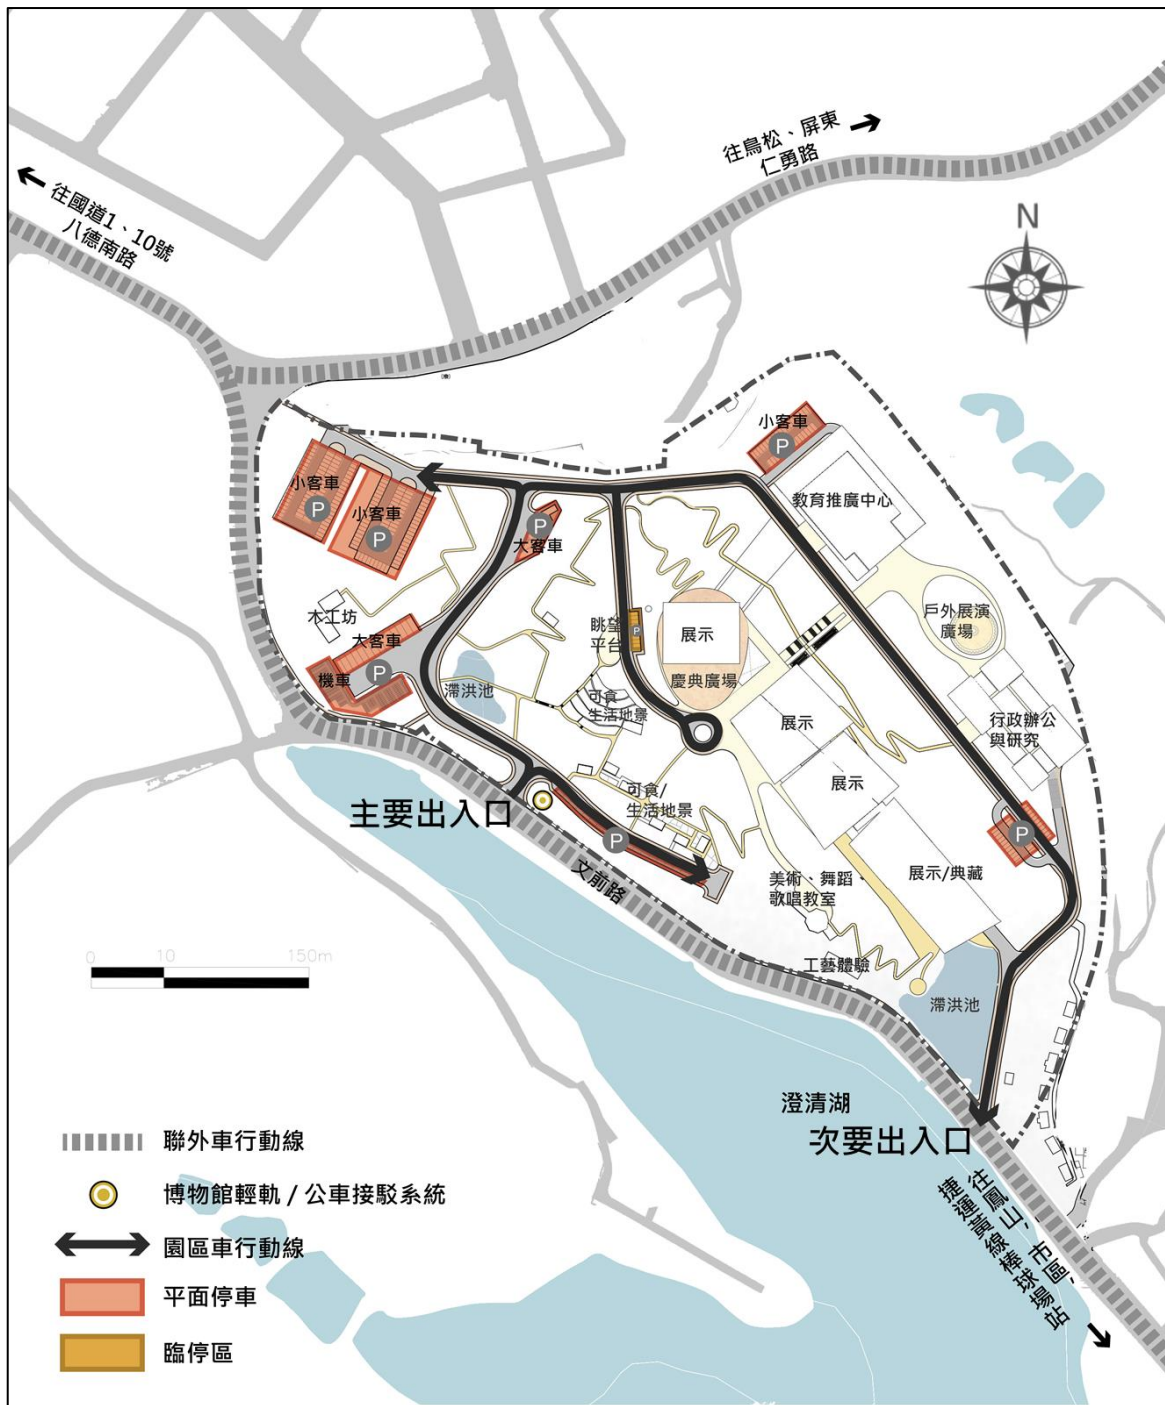 往鳥松、屏東
仁勇路
往國道1、10號
八德南路
N
小客車
P
教育推廣中心
小客車
P
小客車
P
P
大客車
戶外展演
廣場
木工坊
大客車
P
機車
眺望
平台
P
展示
慶典廣場
滯洪池
可食
生活地景
展示
行政辦公
與研究
展示
可食/
生活地景
主要出入口
P
P
文前路
展示/典藏
美術、舞蹈、
歌唱教室
工藝體驗
滯洪池
0 10 150m
澄清湖
次要出入口
往鳳山,市區,
捷運黃線棒球場站
聯外車行動線
博物館輕軌 / 公車接駁系統
園區車行動線
平面停車
臨停區